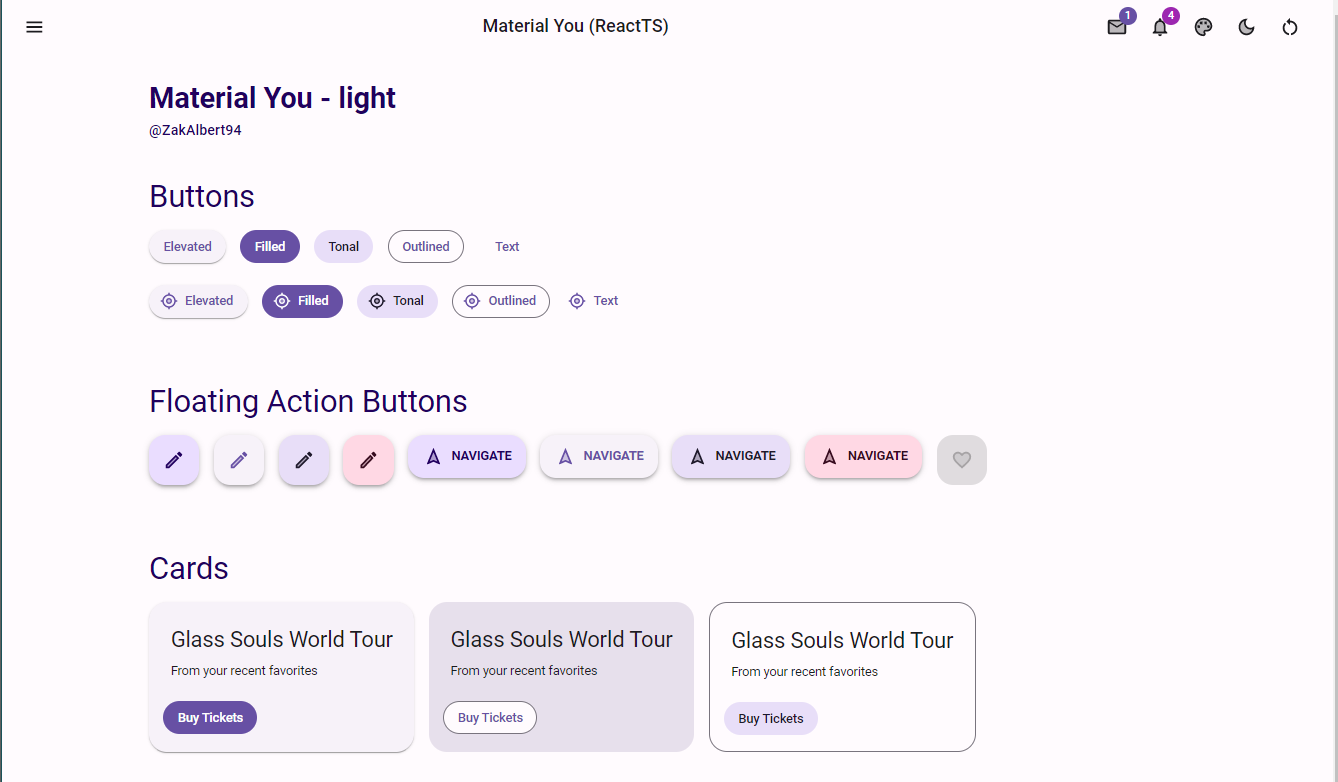 Material You (ReactTS) 1 4
Material You - light
@ZakAlbert94
Buttons
Elevated Filled Tonal Outlined Text
Elevated Filled Tonal Outlined Text
Floating Action Buttons
NAVIGATE NAVIGATE NAVIGATE NAVIGATE
Cards
Glass Souls World Tour Glass Souls World Tour Glass Souls World Tour
From your recent favorites From your recent favorites From your recent favorites
Buy Tickets Buy Tickets Buy Tickets